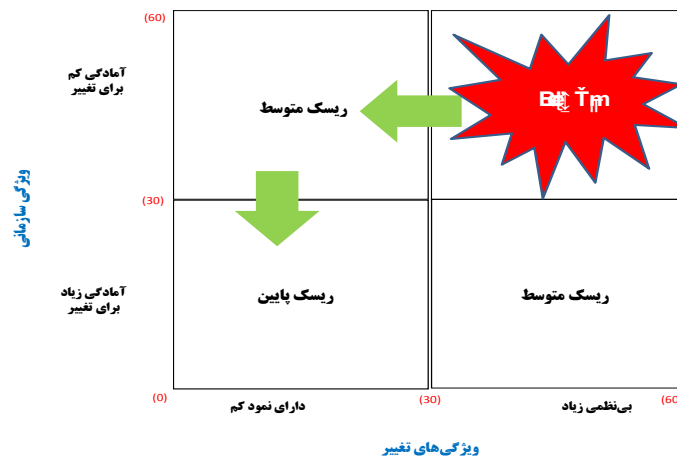 (60)
آمادگی کم
برای تغییر
ریسک متوسط
ویژگی سازمانی
(30)
آمادگی زیاد
برای تغییر
ریسک پایین
ریسک متوسط
(0)
دارای نمود کم
(30)
بی‌نظمی زیاد
(60
ویژگی‌های تغییر